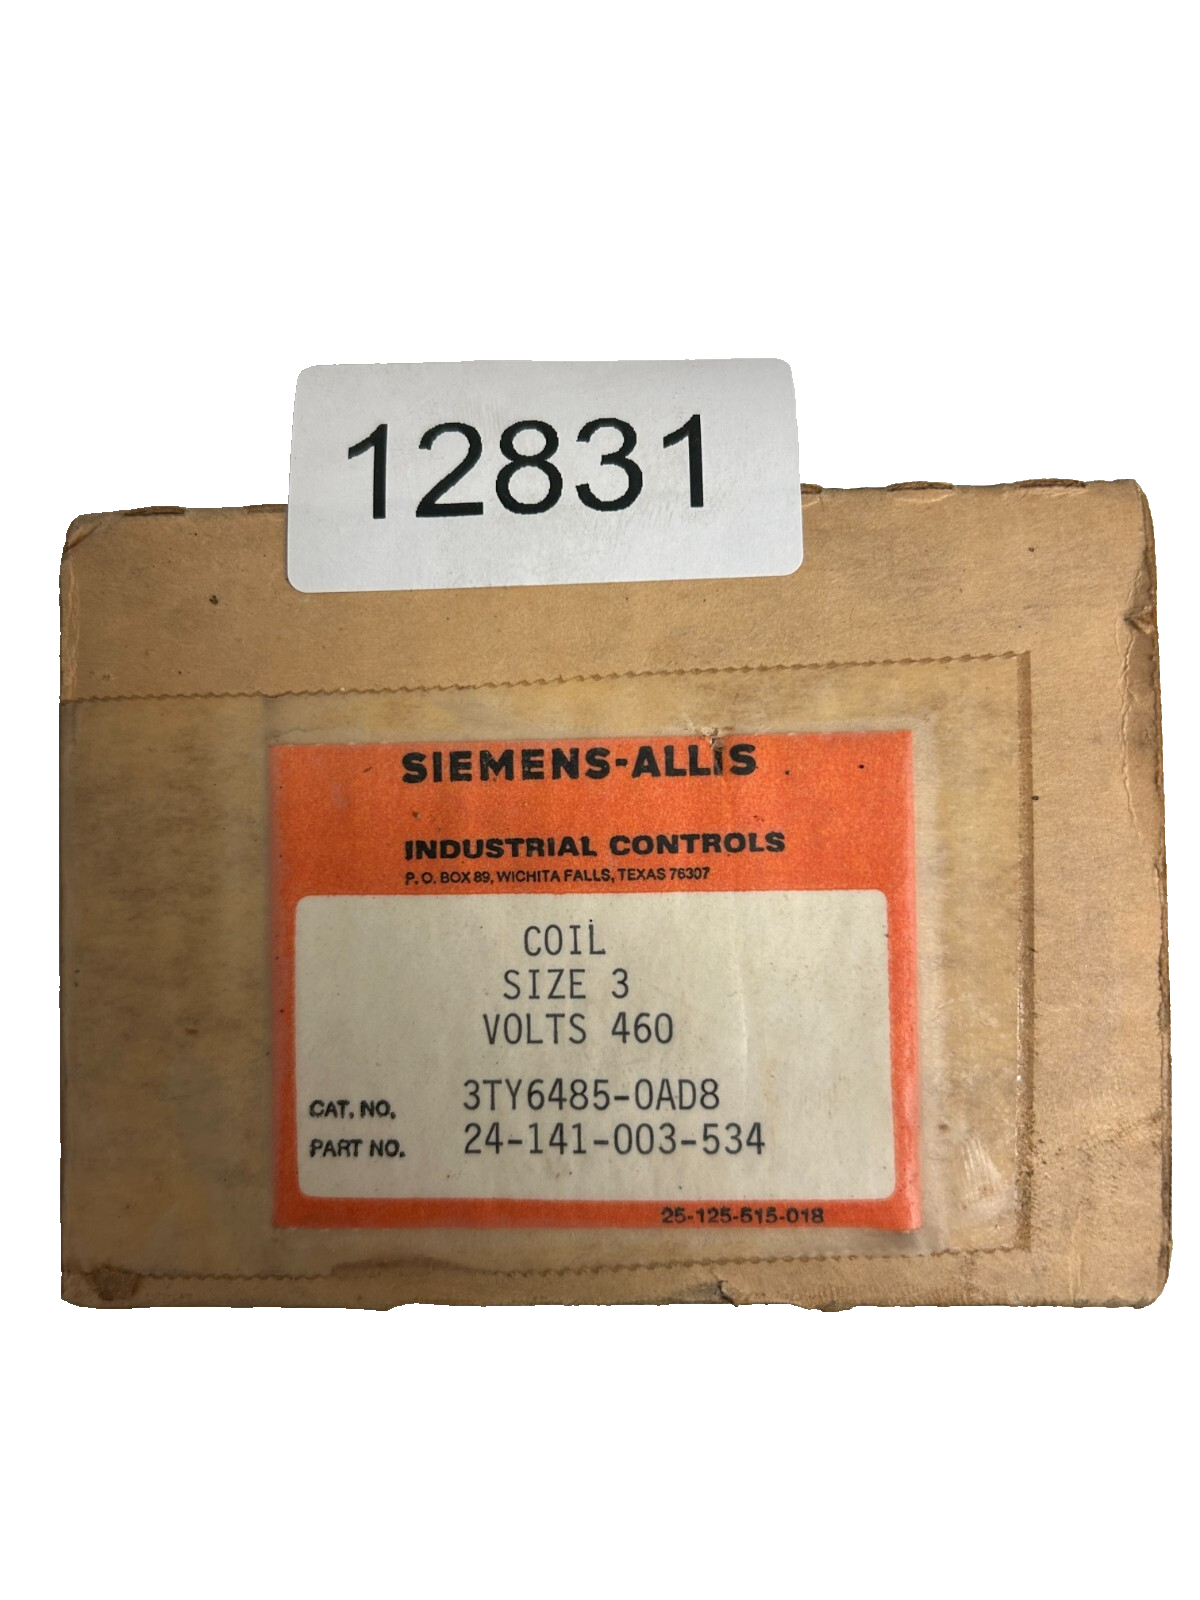 12831
SIEMENS-ALLIS
INDUSTRIAL CONTROLS
P. O. BOX 89, WICHITA FALLS, TEXAS 76307
COIL
SIZE 3
VOLTS 460
CAT. NO. 3TY6485-0AD8
PART NO. 24-141-003-534
25-125-515-018